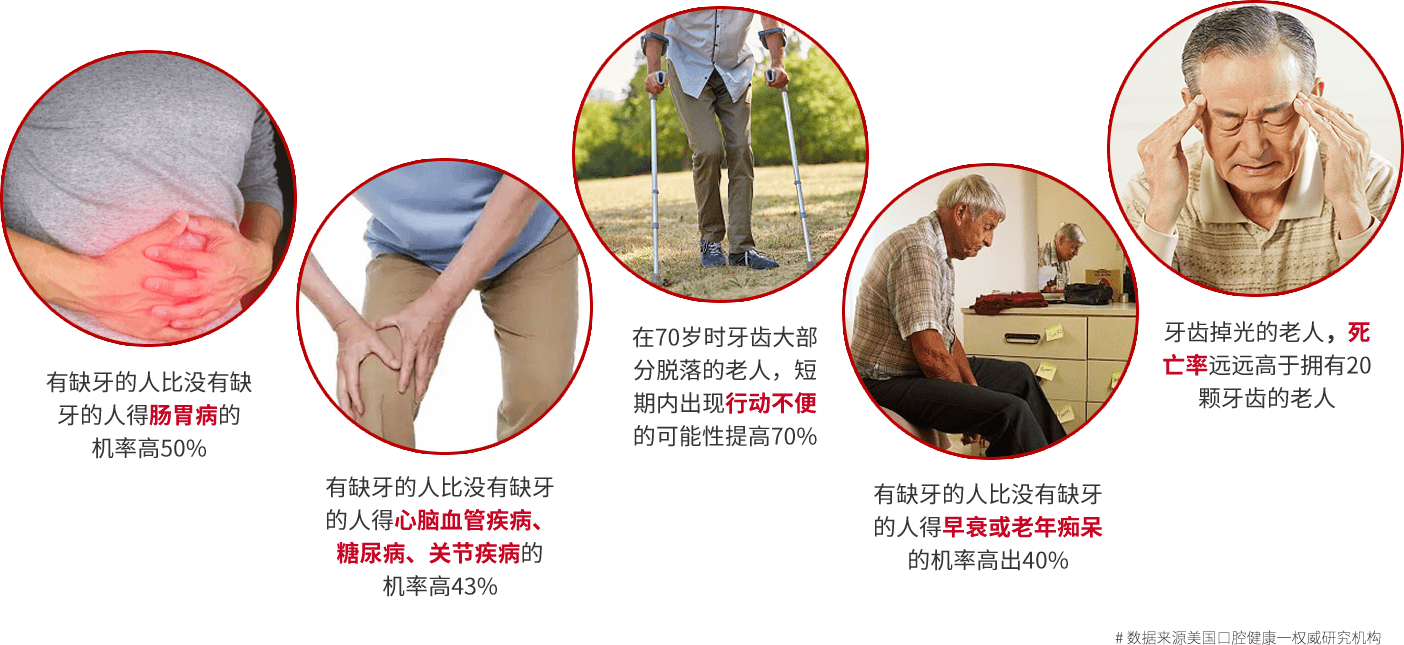 有缺牙的人比没有缺
牙的人得肠胃病的
机率高50%
有缺牙的人比没有缺牙
的人得心脑血管疾病、
糖尿病、关节疾病的
机率高43%
在70岁时牙齿大部
分脱落的老人，短
期内出现行动不便
的可能性提高70%
有缺牙的人比没有缺牙
的人得早衰或老年痴呆
的机率高出40%
牙齿掉光的老人，死
亡率远远高于拥有20
颗牙齿的老人
# 数据来源美国口腔健康一权威研究机构